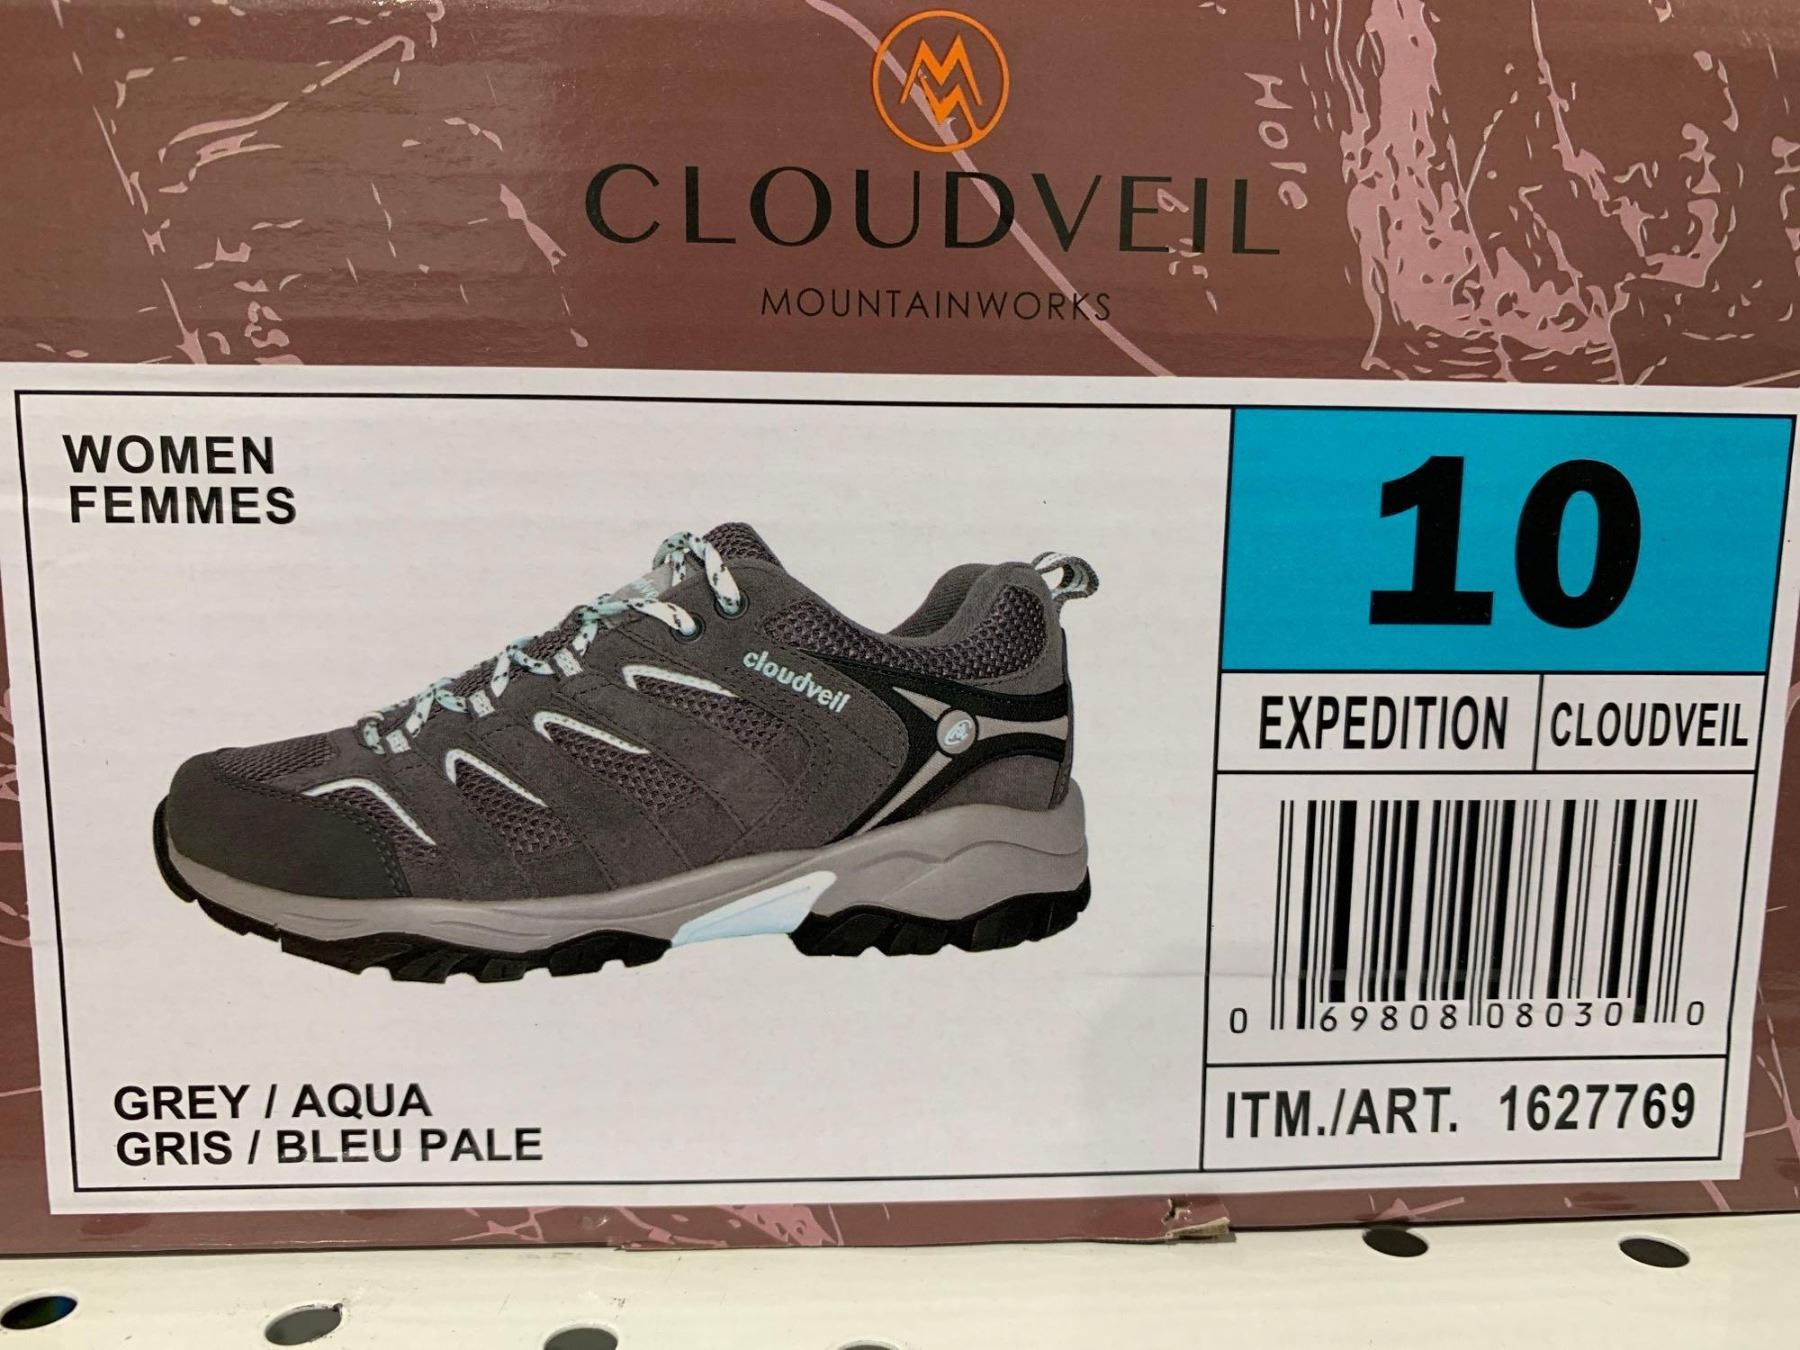 Hole
CLOUDVEIL
MOUNTAINWORKS
WOMEN
FEMMES
10
cloudveil
EXPEDITION
CLOUDVEIL
0 69808 08030 0
GREY / AQUA
GRIS / BLEU PALE
ITM./ART. 1627769